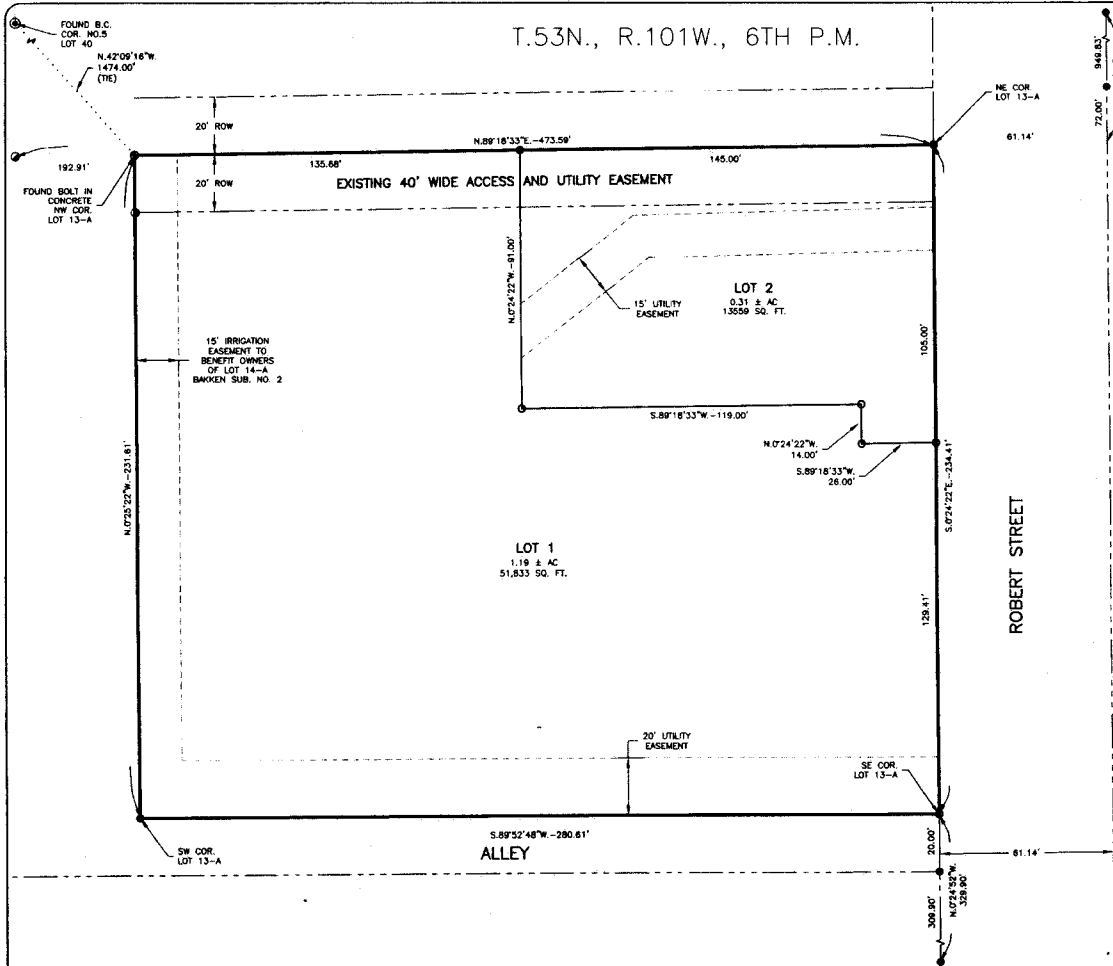 T.53N., R.101W., 6TH P.M.
FOUND B.C.
COR. NO.5
LOT 40
N.42°09'16"W.
1474.00'
(TIE)
949.83'
72.00'
NE COR.
LOT 13-A
61.14'
20' ROW
N.89°18'33"E.-473.59'
192.91'
135.68'
145.00'
FOUND BOLT IN
CONCRETE
NW COR.
LOT 13-A
20' ROW
EXISTING 40' WIDE ACCESS AND UTILITY EASEMENT
N.0°24'22"W.-91.00'
15' UTILITY
EASEMENT
LOT 2
0.31 ± AC
13559 SQ. FT.
105.00'
15' IRRIGATION
EASEMENT TO
BENEFIT OWNERS
OF LOT 14-A
BAKKEN SUB. NO. 2
S.89°18'33"W.-119.00'
N.0°24'22"W.
14.00'
S.89°18'33"W.
26.00'
N.0°25'22"W.-231.61'
S.0°24'22"E.-234.41'
LOT 1
1.19 ± AC
51,833 SQ. FT.
129.41'
ROBERT STREET
20' UTILITY
EASEMENT
SE COR.
LOT 13-A
S.89°52'48"W.-280.61'
SW COR.
LOT 13-A
ALLEY
20.00'
61.14'
N.0°24'52"W.
329.90'
309.90'